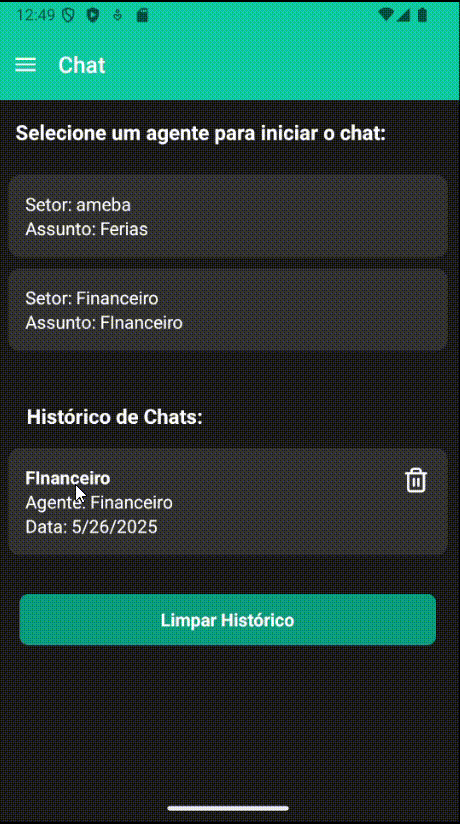 12:49
Chat
Selecione um agente para iniciar o chat:
Setor: ameba
Assunto: Ferias
Setor: Financeiro
Assunto: FInanceiro
Histórico de Chats:
FInanceiro
Agente: Financeiro
Data: 5/26/2025
Limpar Histórico